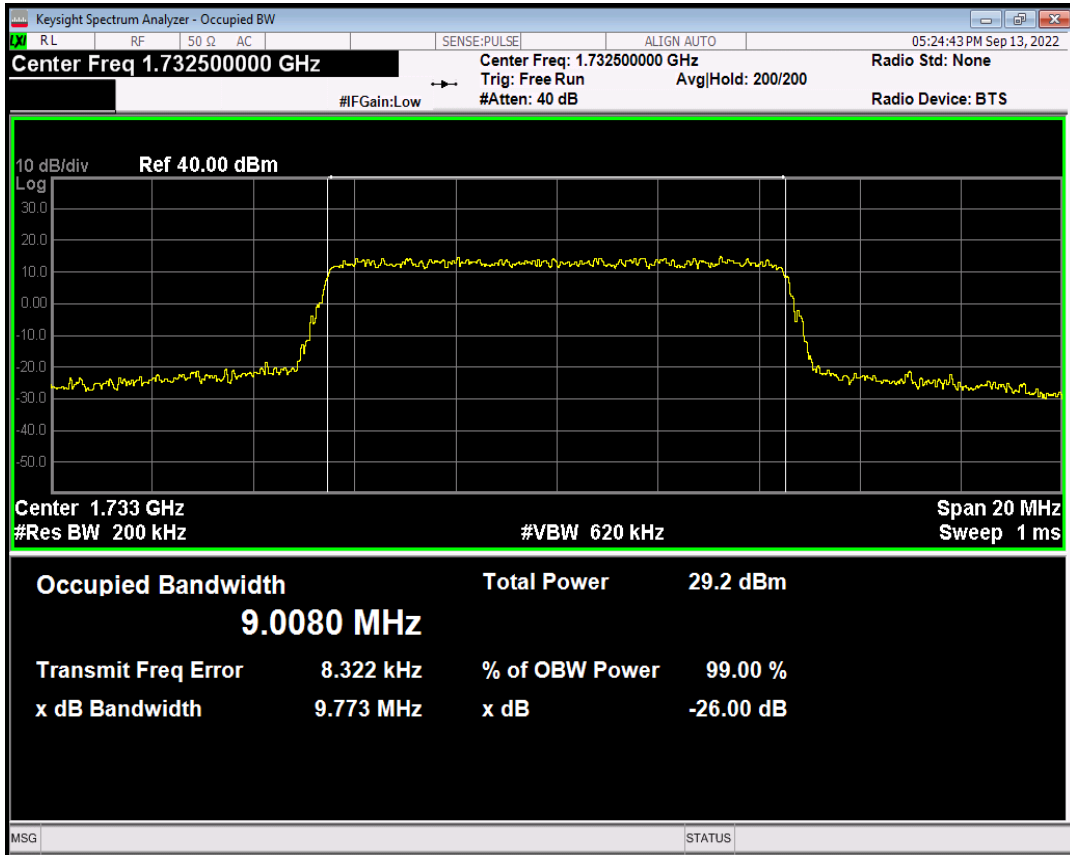 Keysight Spectrum Analyzer - Occupied BW
LXI RL RF 50 Ω AC SENSE:PULSE ALIGN AUTO 05:24:43 PM Sep 13, 2022
Center Freq 1.732500000 GHz Center Freq: 1.732500000 GHz Radio Std: None
Trig: Free Run Avg|Hold: 200/200
#IFGain:Low #Atten: 40 dB Radio Device: BTS
10 dB/div Ref 40.00 dBm
Log
30.0
20.0
10.0
0.00
-10.0
-20.0
-30.0
-40.0
-50.0
Center 1.733 GHz Span 20 MHz
#Res BW 200 kHz #VBW 620 kHz Sweep 1 ms
Occupied Bandwidth Total Power 29.2 dBm
9.0080 MHz
Transmit Freq Error 8.322 kHz % of OBW Power 99.00 %
x dB Bandwidth 9.773 MHz x dB -26.00 dB
MSG STATUS